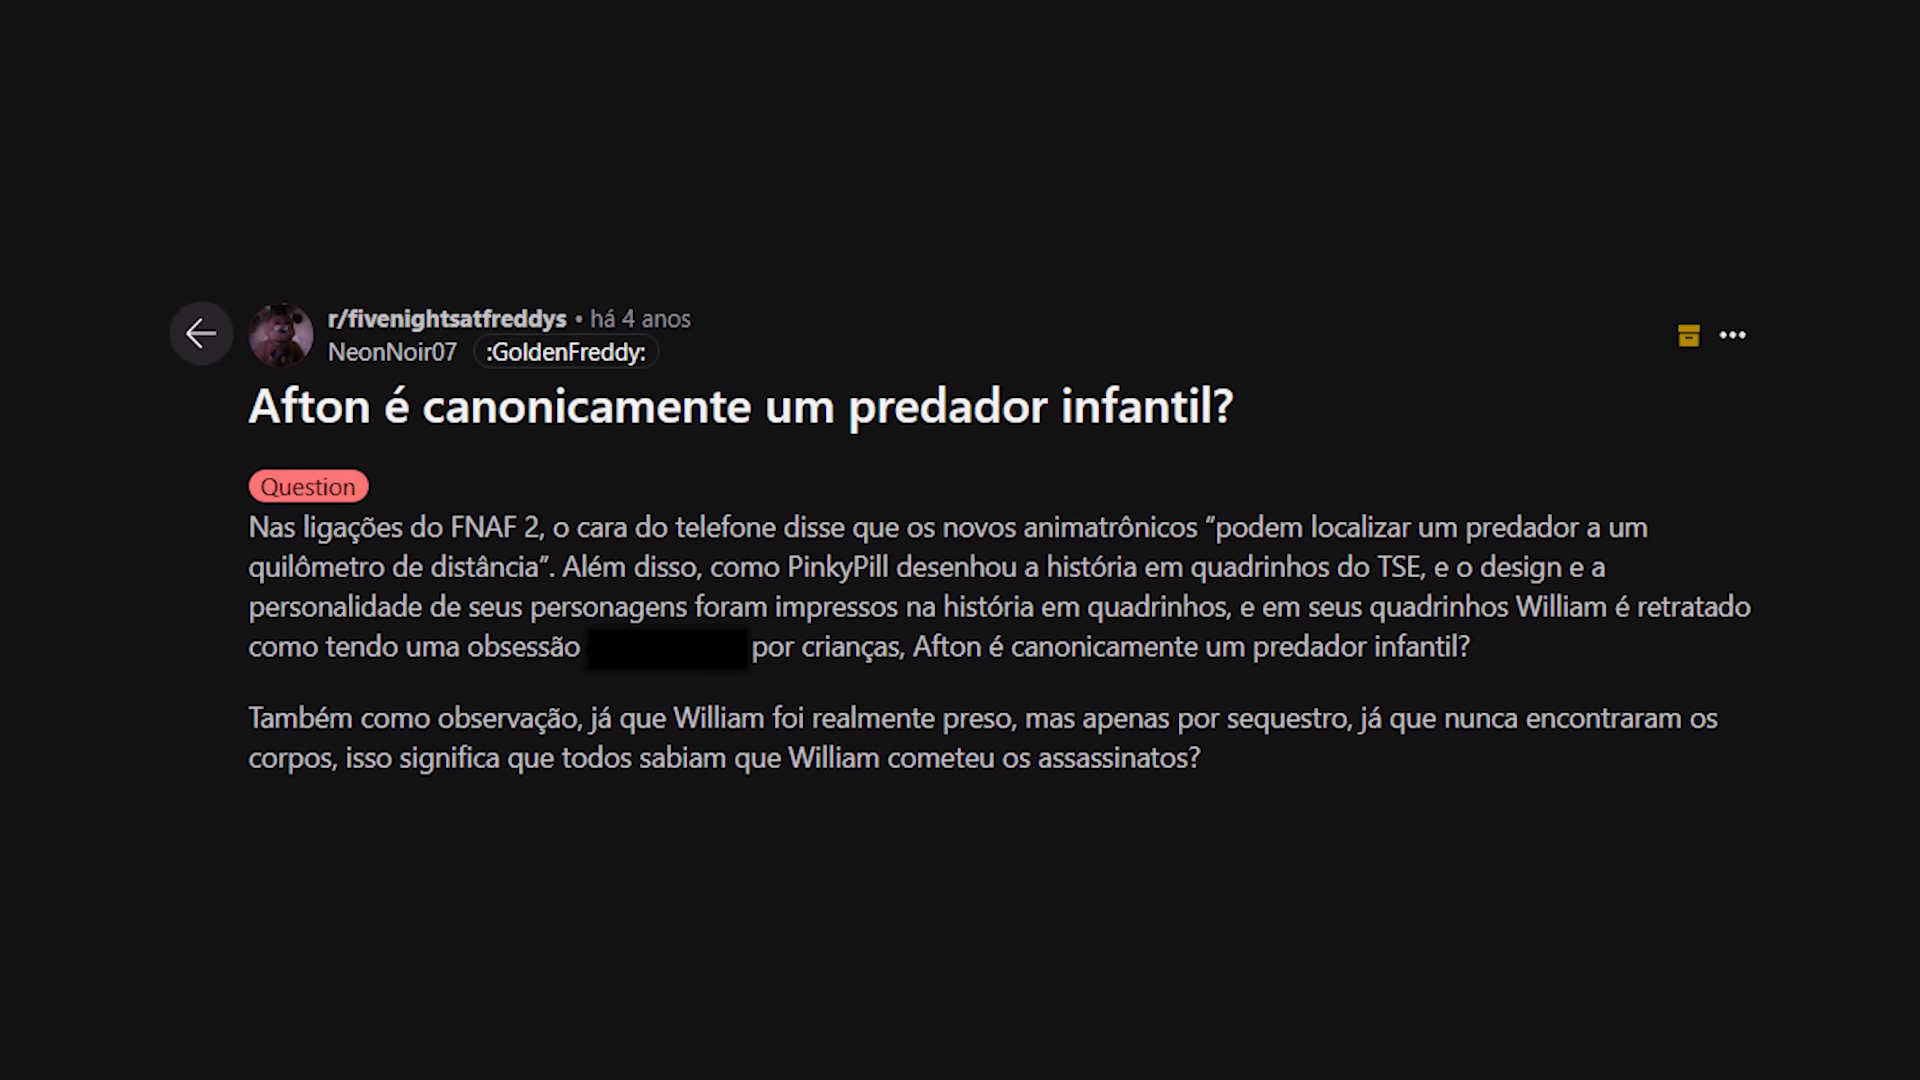 r/fivenightsatfreddys • há 4 anos
NeonNoir07 :GoldenFreddy:
Afton é canonicamente um predador infantil?
Question
Nas ligações do FNAF 2, o cara do telefone disse que os novos animatrônicos “podem localizar um predador a um
quilômetro de distância”. Além disso, como PinkyPill desenhou a história em quadrinhos do TSE, e o design e a
personalidade de seus personagens foram impressos na história em quadrinhos, e em seus quadrinhos William é retratado
como tendo uma obsessão por crianças, Afton é canonicamente um predador infantil?
Também como observação, já que William foi realmente preso, mas apenas por sequestro, já que nunca encontraram os
corpos, isso significa que todos sabiam que William cometeu os assassinatos?